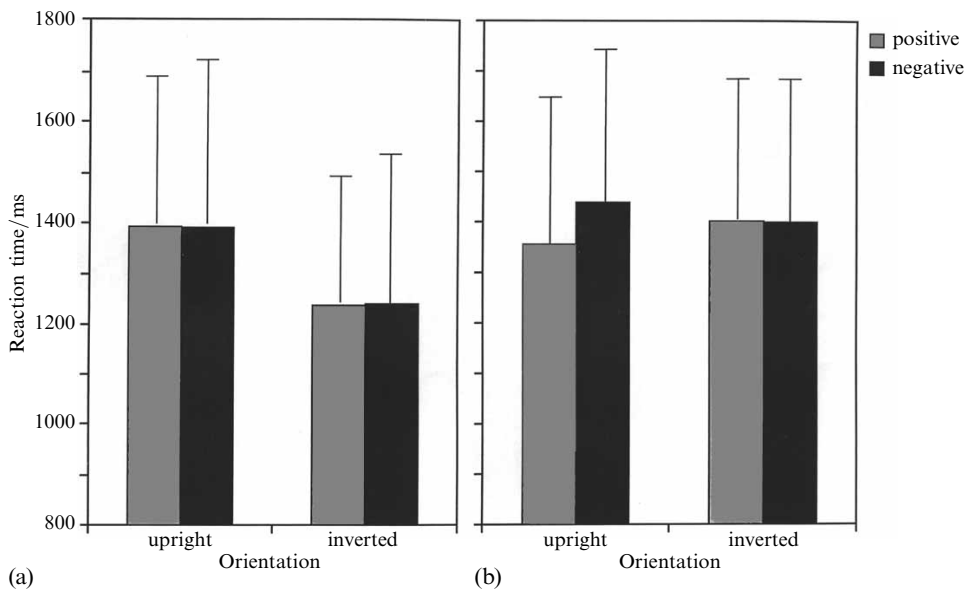 1800
1600
1400
1200
1000
800
Reaction time/ms
upright
inverted
Orientation
(a)
upright
inverted
Orientation
(b)
positive
negative